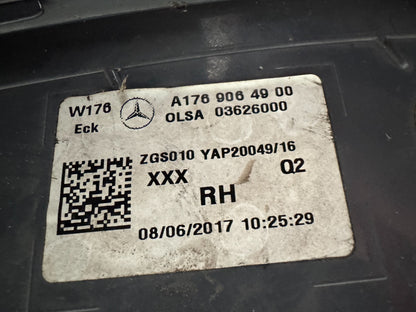 W176 A176 906 49 00
Eck OLSA 03626000
ZGS010 YAP20049/16
XXX Q2
RH
08/06/2017 10:25:29